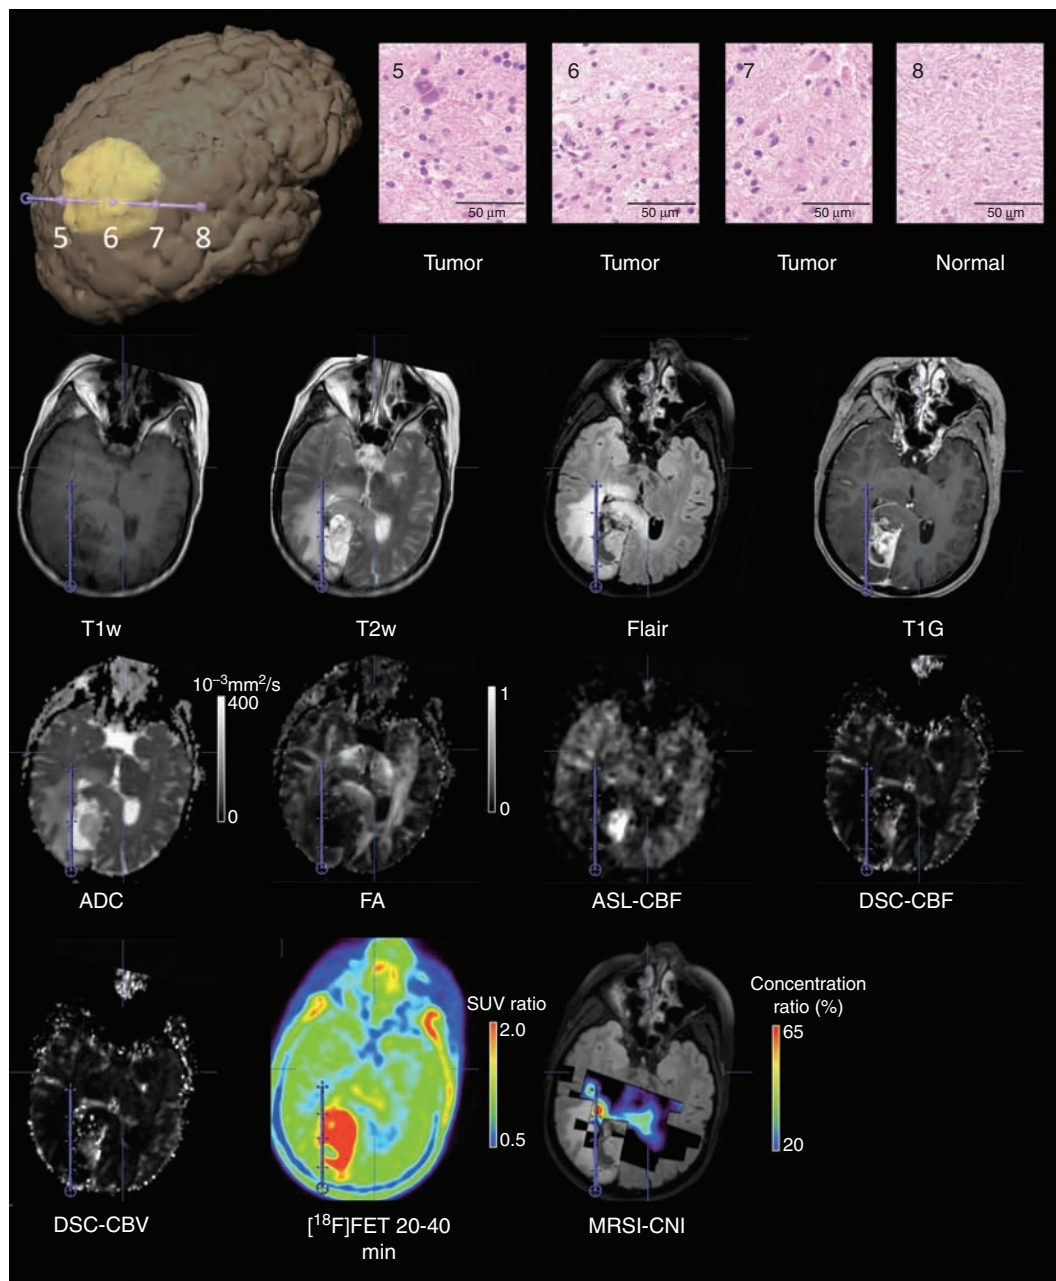 5
6
7
8
50 μm
50 μm
50 μm
50 μm
5 6 7 8
Tumor
Tumor
Tumor
Normal
T1w
T2w
Flair
T1G
10⁻³mm²/s
400
0
1
0
ADC
FA
ASL-CBF
DSC-CBF
SUV ratio
2.0
0.5
Concentration
ratio (%)
65
20
DSC-CBV
[¹⁸F]FET 20-40
min
MRSI-CNI